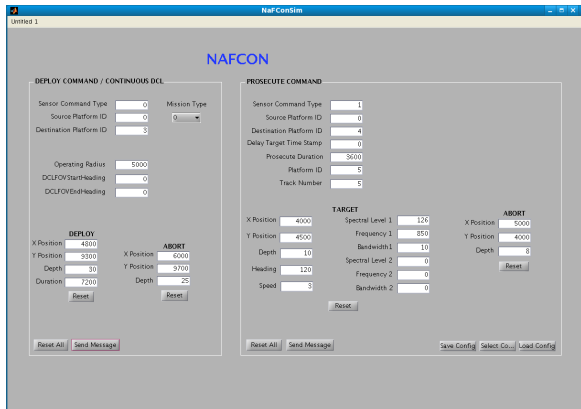 NaFConSim
Untitled 1
NAFCON
DEPLOY COMMAND / CONTINUOUS DCL
Sensor Command Type 0 Mission Type
Source Platform ID 0 0
Destination Platform ID 3
Operating Radius 5000
DCLFOVStartHeading 0
DCLFOVEndHeading 0
DEPLOY
X Position 4800
Y Position 9300
Depth 30
Duration 7200
Reset
ABORT
X Position 6000
Y Position 9700
Depth 25
Reset
Reset All Send Message
PROSECUTE COMMAND
Sensor Command Type 1
Source Platform ID 0
Destination Platform ID 4
Delay Target Time Stamp 0
Prosecute Duration 3600
Platform ID 5
Track Number 5
TARGET
X Position 4000
Y Position 4500
Depth 10
Heading 120
Speed 3
Spectral Level 1 126
Frequency 1 850
Bandwidth1 10
Spectral Level 2 0
Frequency 2 0
Bandwidth 2 0
Reset
ABORT
X Position 5000
Y Position 4000
Depth 8
Reset
Reset All Send Message
Save Config Select Co... Load Config